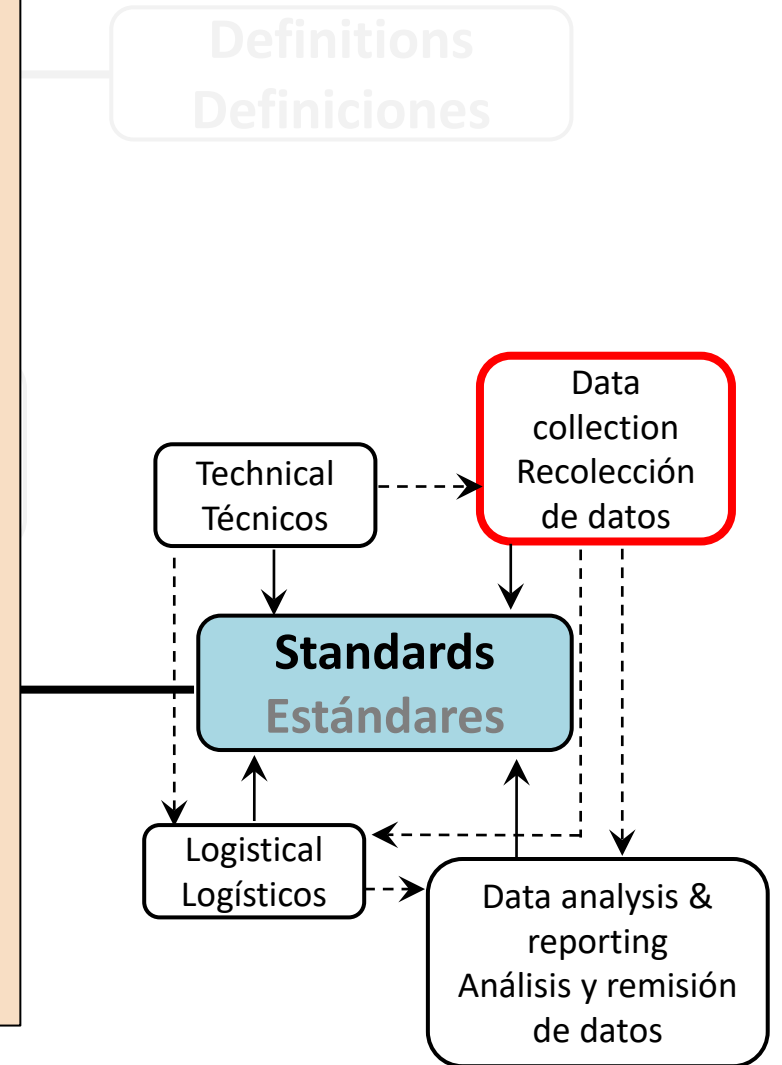 Definitions
Definiciones
Data
collection
Recolección
de datos
Technical
Técnicos
Standards
Estándares
Logistical
Logísticos
Data analysis &
reporting
Análisis y remisión
de datos